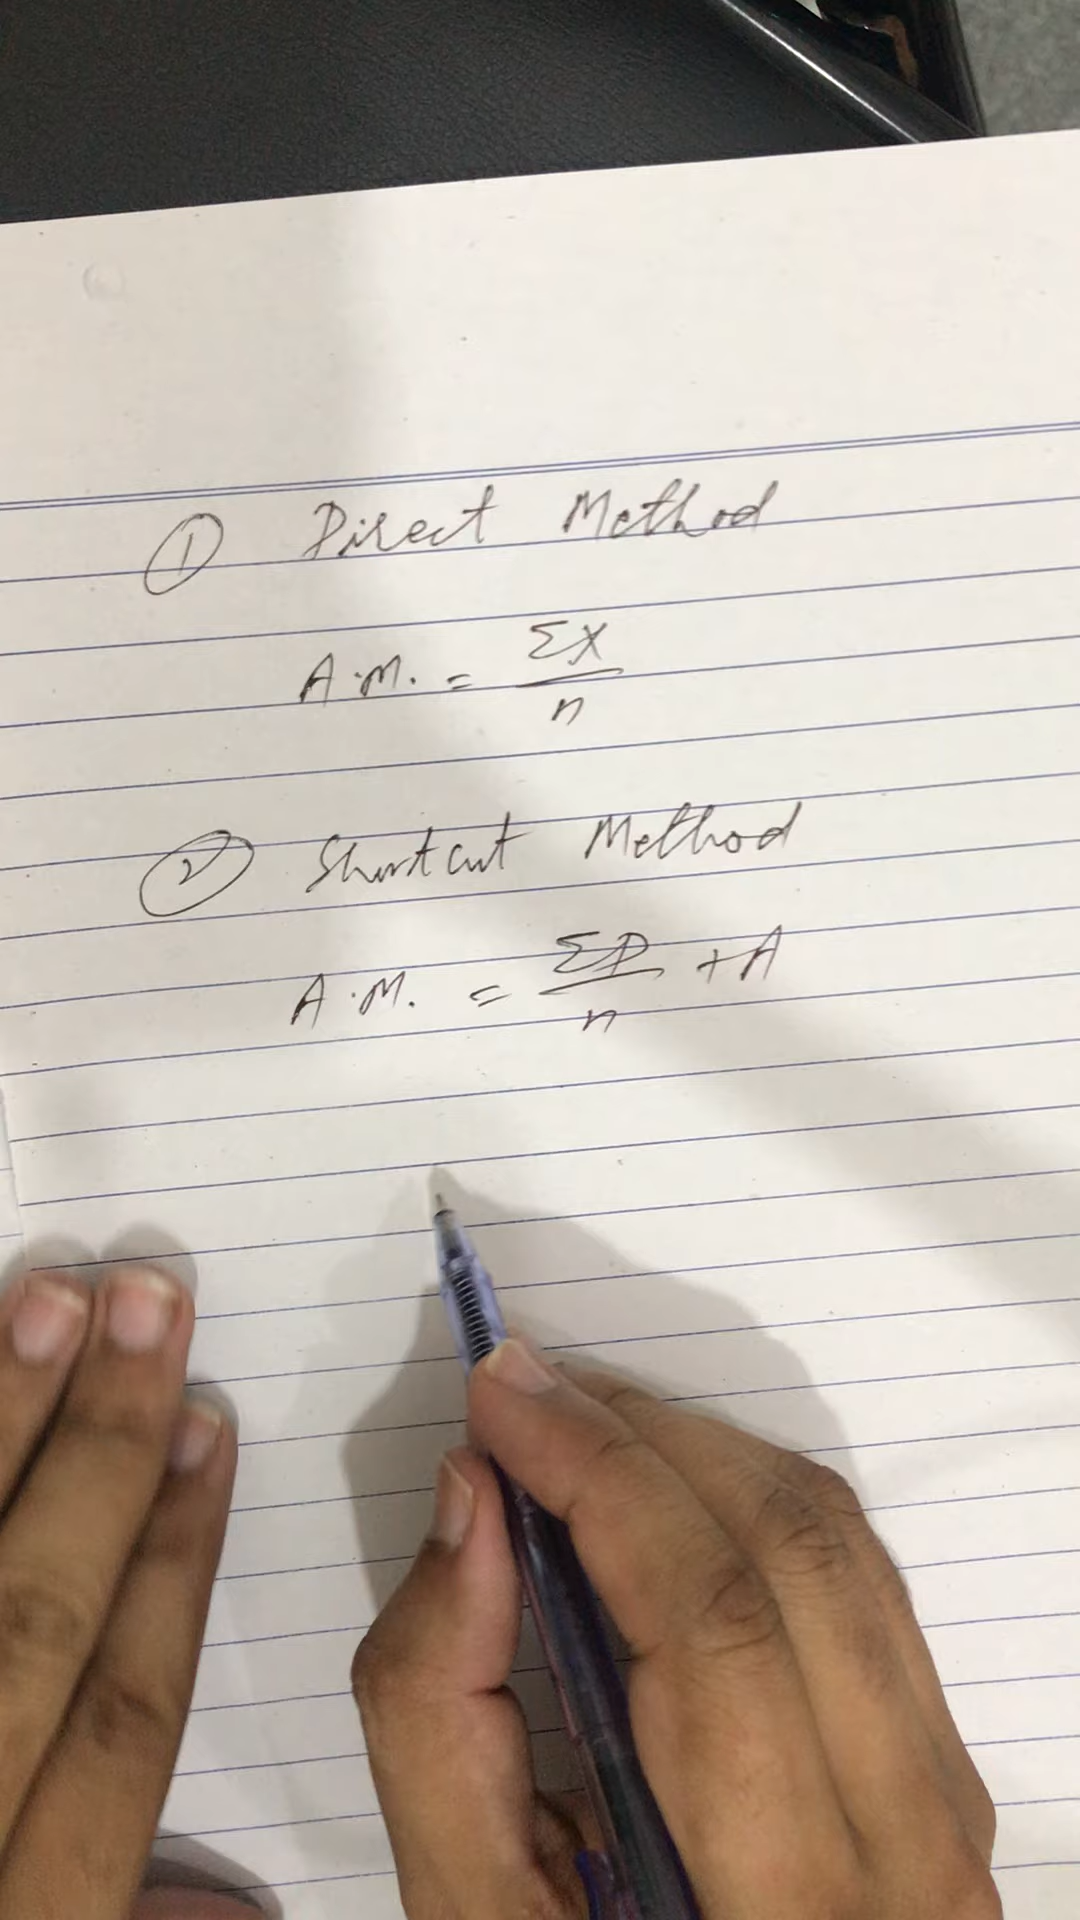 ① Direct Method
A.M. = ΣX / n
② Shortcut Method
A.M. = ΣD / n + A